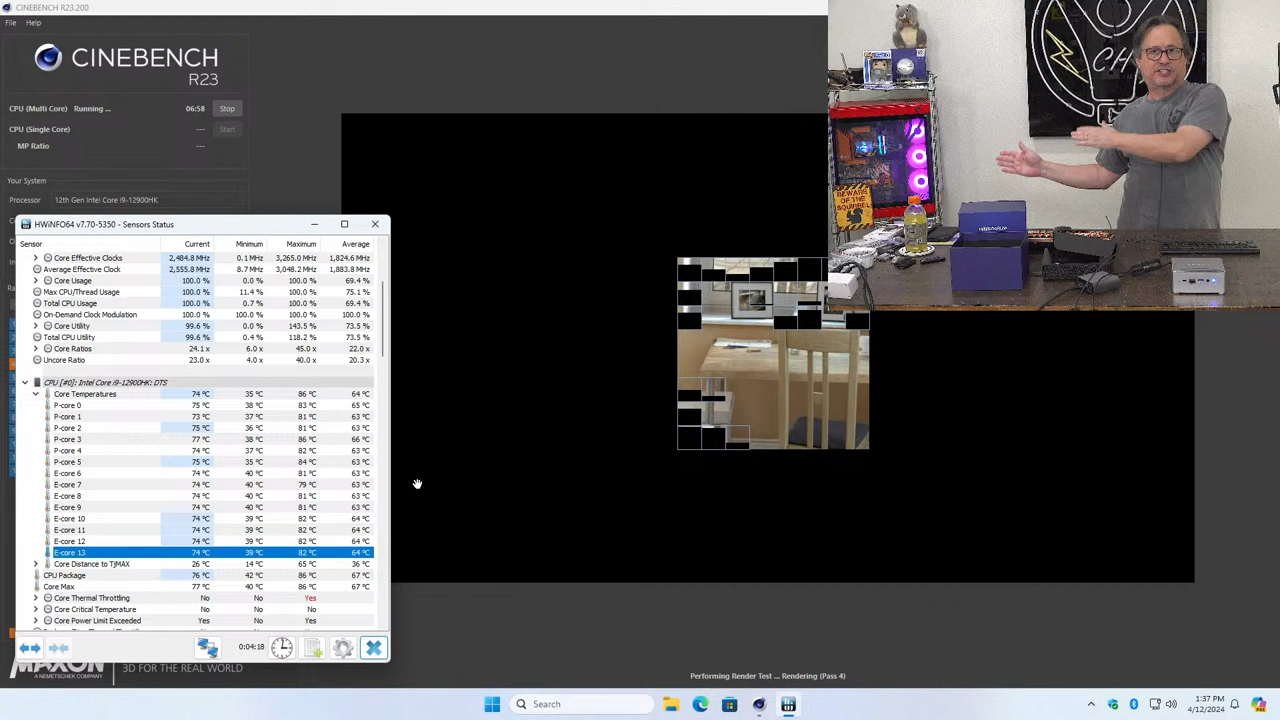 CINEBENCH R23.200
File Help
CINEBENCH
R23
CPU (Multi Core) Running ... 06:58 Stop
CPU (Single Core) --- Start
MP Ratio ---
Your System
Processor 12th Gen Intel Core i9-12900HK
HWiNFO64 v7.70-5350 - Sensors Status
Sensor Current Minimum Maximum Average
Core Effective Clocks 2,484.8 MHz 0.1 MHz 3,265.0 MHz 1,824.6 MHz
Average Effective Clock 2,555.8 MHz 8.7 MHz 3,048.2 MHz 1,883.8 MHz
Core Usage 100.0 % 0.0 % 100.0 % 69.4 %
Max CPU/Thread Usage 100.0 % 11.4 % 100.0 % 75.1 %
Total CPU Usage 100.0 % 0.7 % 100.0 % 69.4 %
On-Demand Clock Modulation 100.0 % 100.0 % 100.0 % 100.0 %
Core Utility 99.6 % 0.0 % 143.5 % 73.5 %
Total CPU Utility 99.6 % 0.4 % 118.2 % 73.5 %
Core Ratios 24.1 x 6.0 x 45.0 x 22.0 x
Uncore Ratio 23.0 x 4.0 x 40.0 x 20.3 x
CPU [#0]: Intel Core i9-12900HK: DTS
Core Temperatures 74 °C 35 °C 86 °C 64 °C
P-core 0 75 °C 38 °C 83 °C 65 °C
P-core 1 73 °C 37 °C 81 °C 63 °C
P-core 2 75 °C 36 °C 81 °C 63 °C
P-core 3 77 °C 38 °C 86 °C 66 °C
P-core 4 74 °C 37 °C 82 °C 63 °C
P-core 5 75 °C 35 °C 84 °C 63 °C
E-core 6 74 °C 40 °C 81 °C 63 °C
E-core 7 74 °C 40 °C 79 °C 63 °C
E-core 8 74 °C 40 °C 81 °C 63 °C
E-core 9 74 °C 40 °C 81 °C 63 °C
E-core 10 74 °C 39 °C 82 °C 64 °C
E-core 11 74 °C 39 °C 82 °C 64 °C
E-core 12 74 °C 39 °C 82 °C 64 °C
E-core 13 74 °C 39 °C 82 °C 64 °C
Core Distance to TjMAX 26 °C 14 °C 65 °C 36 °C
CPU Package 76 °C 42 °C 86 °C 67 °C
Core Max 77 °C 40 °C 86 °C 67 °C
Core Thermal Throttling No No Yes
Core Critical Temperature No No No
Core Power Limit Exceeded Yes No Yes
0:04:18
MAXON
A NEMETSCHEK COMPANY
3D FOR THE REAL WORLD
Performing Render Test ... Rendering (Pass 4)
CH
BEWARE
OF THE
SQUIRREL
Search
1:37 PM
4/12/2024